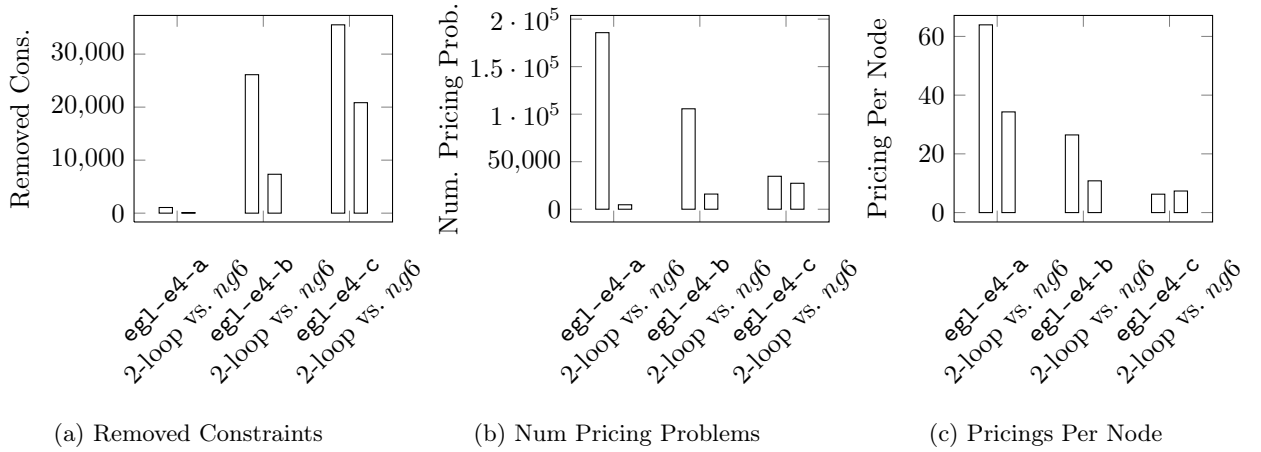 Removed Cons.
30,000
20,000
10,000
0
egl-e4-a
2-loop vs. ng6
egl-e4-b
2-loop vs. ng6
egl-e4-c
2-loop vs. ng6
(a) Removed Constraints
Num. Pricing Prob.
2 · 10^5
1.5 · 10^5
1 · 10^5
50,000
0
egl-e4-a
2-loop vs. ng6
egl-e4-b
2-loop vs. ng6
egl-e4-c
2-loop vs. ng6
(b) Num Pricing Problems
Pricing Per Node
60
40
20
0
egl-e4-a
2-loop vs. ng6
egl-e4-b
2-loop vs. ng6
egl-e4-c
2-loop vs. ng6
(c) Pricings Per Node